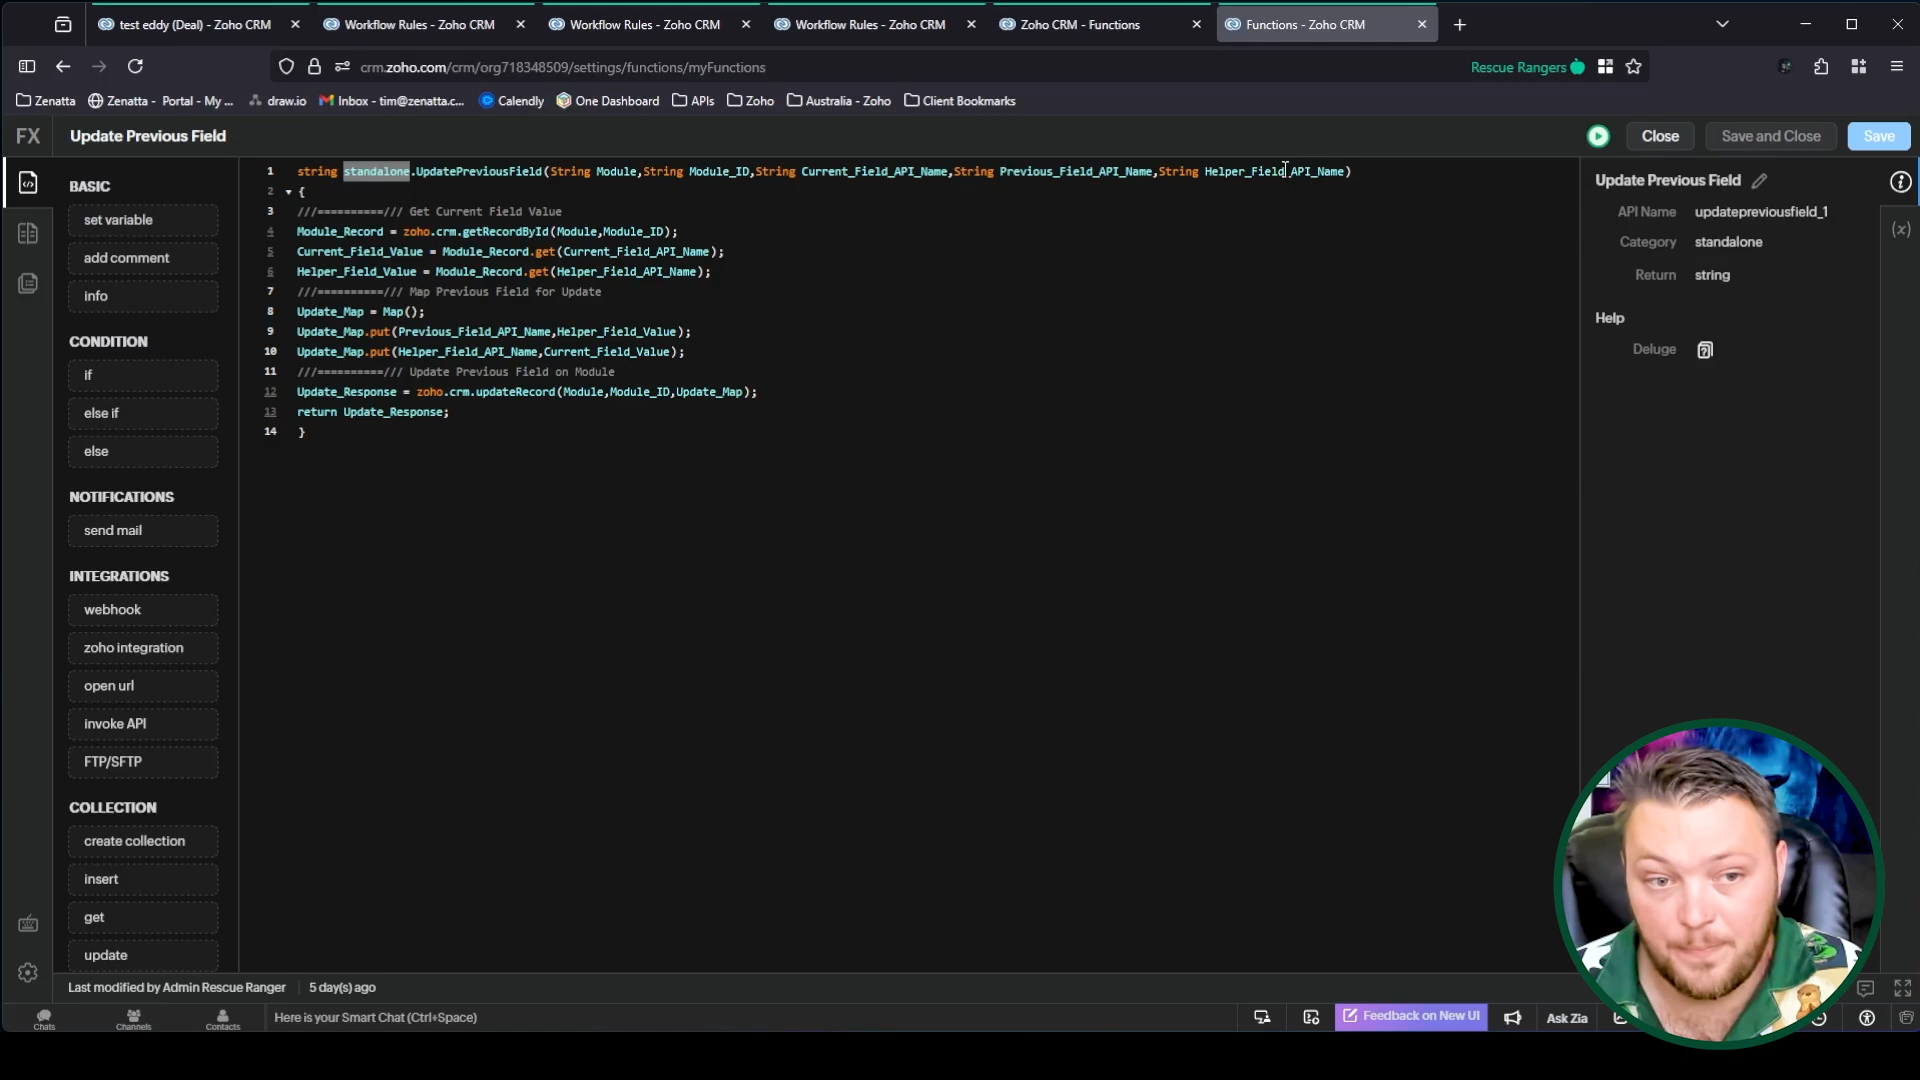 test eddy (Deal) - Zoho CRM
Workflow Rules - Zoho CRM
Workflow Rules - Zoho CRM
Workflow Rules - Zoho CRM
Zoho CRM - Functions
Functions - Zoho CRM
crm.zoho.com/crm/org718348509/settings/functions/myFunctions
Rescue Rangers
Zenatta
Zenatta - Portal - My ...
draw.io
Inbox - tim@zenatta.c...
Calendly
One Dashboard
APIs
Zoho
Australia - Zoho
Client Bookmarks
FX
Update Previous Field
Close
Save and Close
Save
BASIC
set variable
add comment
info
CONDITION
if
else if
else
NOTIFICATIONS
send mail
INTEGRATIONS
webhook
zoho integration
open url
invoke API
FTP/SFTP
COLLECTION
create collection
insert
get
update
1 string standalone.UpdatePreviousField(String Module,String Module_ID,String Current_Field_API_Name,String Previous_Field_API_Name,String Helper_Field_API_Name)
2 {
3 ///==========/// Get Current Field Value
4 Module_Record = zoho.crm.getRecordById(Module,Module_ID);
5 Current_Field_Value = Module_Record.get(Current_Field_API_Name);
6 Helper_Field_Value = Module_Record.get(Helper_Field_API_Name);
7 ///==========/// Map Previous Field for Update
8 Update_Map = Map();
9 Update_Map.put(Previous_Field_API_Name,Helper_Field_Value);
10 Update_Map.put(Helper_Field_API_Name,Current_Field_Value);
11 ///==========/// Update Previous Field on Module
12 Update_Response = zoho.crm.updateRecord(Module,Module_ID,Update_Map);
13 return Update_Response;
14 }
Update Previous Field
API Name updatepreviousfield_1
Category standalone
Return string
Help
Deluge
(x)
Last modified by Admin Rescue Ranger
5 day(s) ago
Chats
Channels
Contacts
Here is your Smart Chat (Ctrl+Space)
Feedback on New UI
Ask Zia